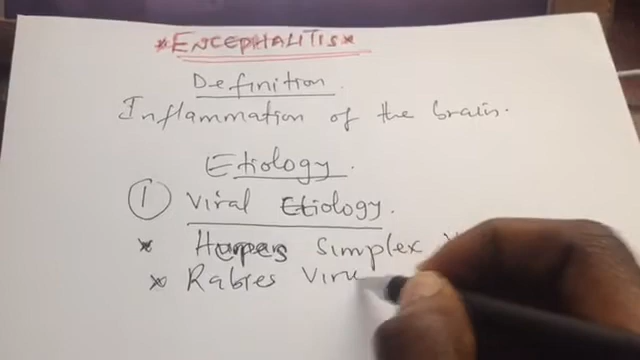 *ENCEPHALITIS*
Definition.
Inflammation of the brain.
Etiology.
① Viral Etiology.
* Herpes Simplex V
* Rabies Viru